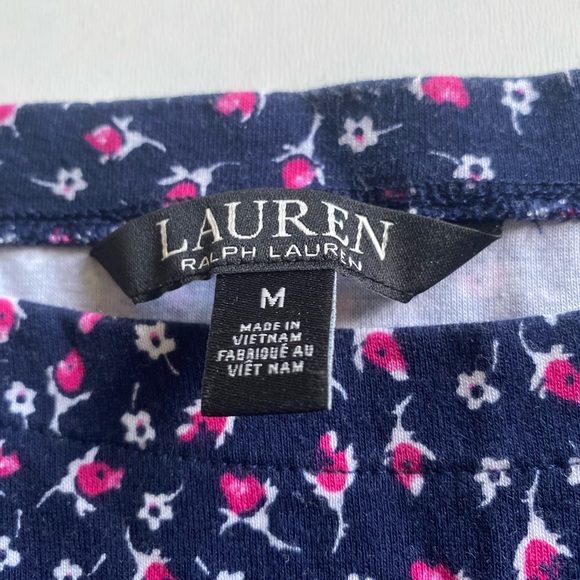 LAUREN
RALPH LAUREN
M
MADE IN
VIETNAM
FABRIQUÉ AU
VIÊT NAM